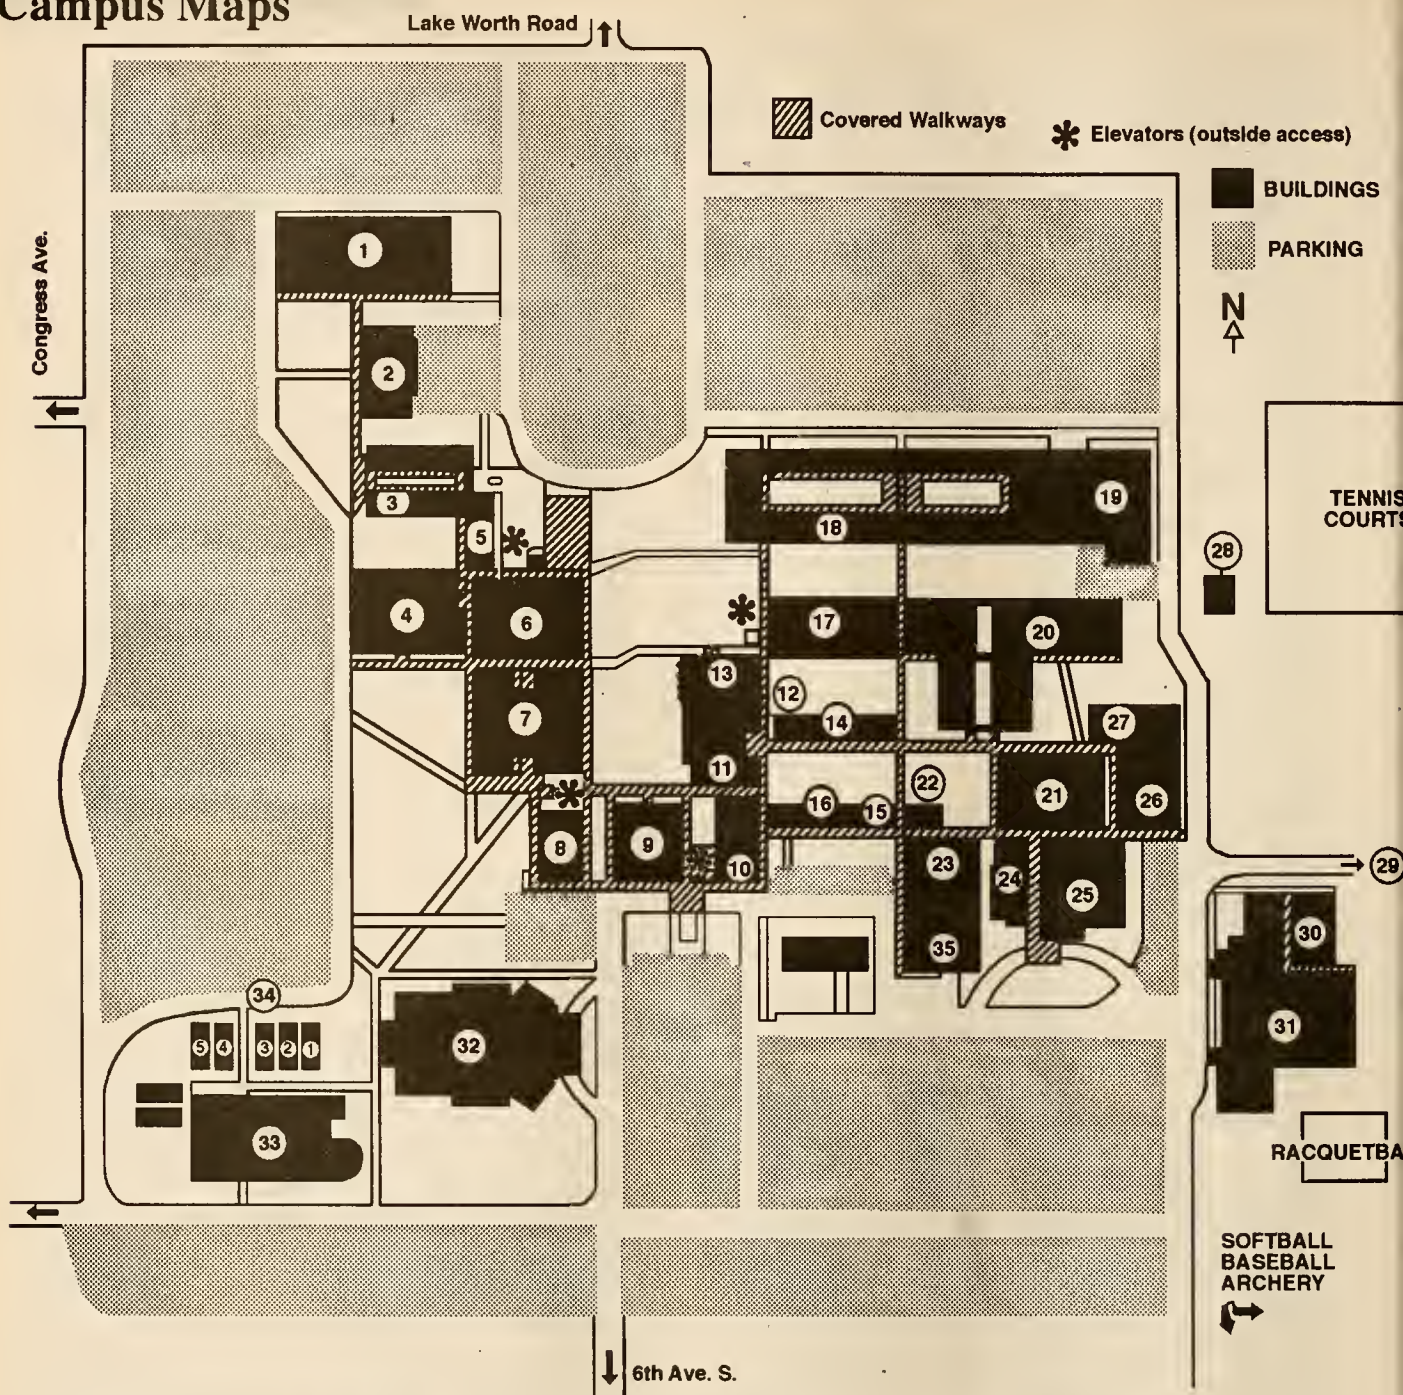 Campus Maps
Lake Worth Road
Covered Walkways
Elevators (outside access)
BUILDINGS
PARKING
N
Congress Ave.
1
2
3
5
4
6
7
8
9
10
11
13
12
14
16
15
17
18
19
20
22
21
27
26
23
24
25
35
28
TENNIS
COURTS
29
30
31
32
34
5
4
3
2
1
33
RACQUETBA
SOFTBALL
BASEBALL
ARCHERY
6th Ave. S.